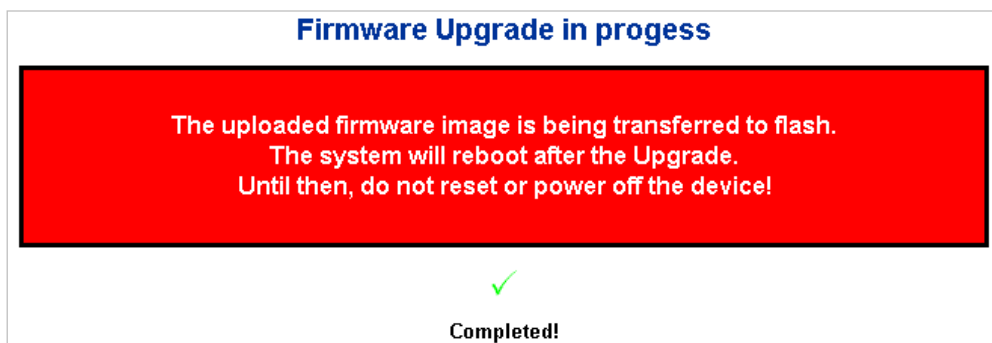 Firmware Upgrade in progess
The uploaded firmware image is being transferred to flash.
The system will reboot after the Upgrade.
Until then, do not reset or power off the device!
Completed!